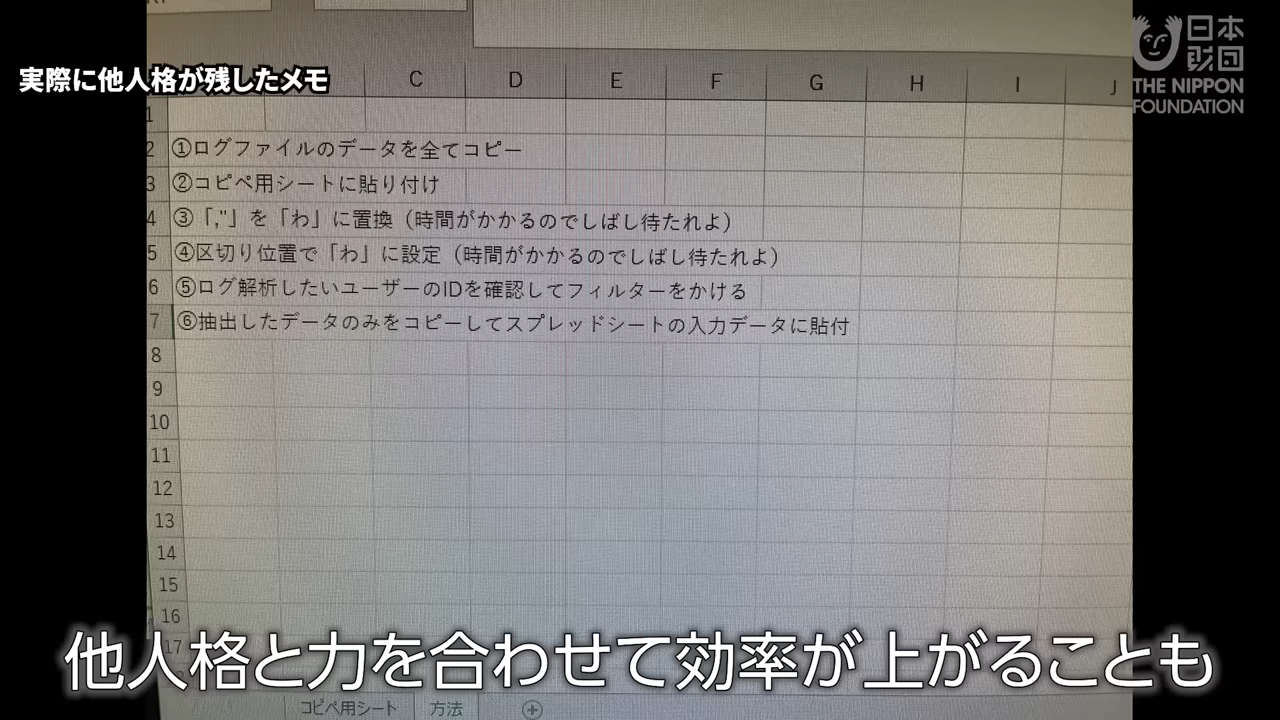 実際に他人格が残したメモ
日本
財団
THE NIPPON
FOUNDATION
C D E F G H I J
1
2 ①ログファイルのデータを全てコピー
3 ②コピペ用シートに貼り付け
4 ③「,"」を「わ」に置換（時間がかかるのでしばし待たれよ）
5 ④区切り位置で「わ」に設定（時間がかかるのでしばし待たれよ）
6 ⑤ログ解析したいユーザーのIDを確認してフィルターをかける
7 ⑥抽出したデータのみをコピーしてスプレッドシートの入力データに貼付
8
9
10
11
12
13
14
15
16
17
他人格と力を合わせて効率が上がることも
コピペ用シート 方法